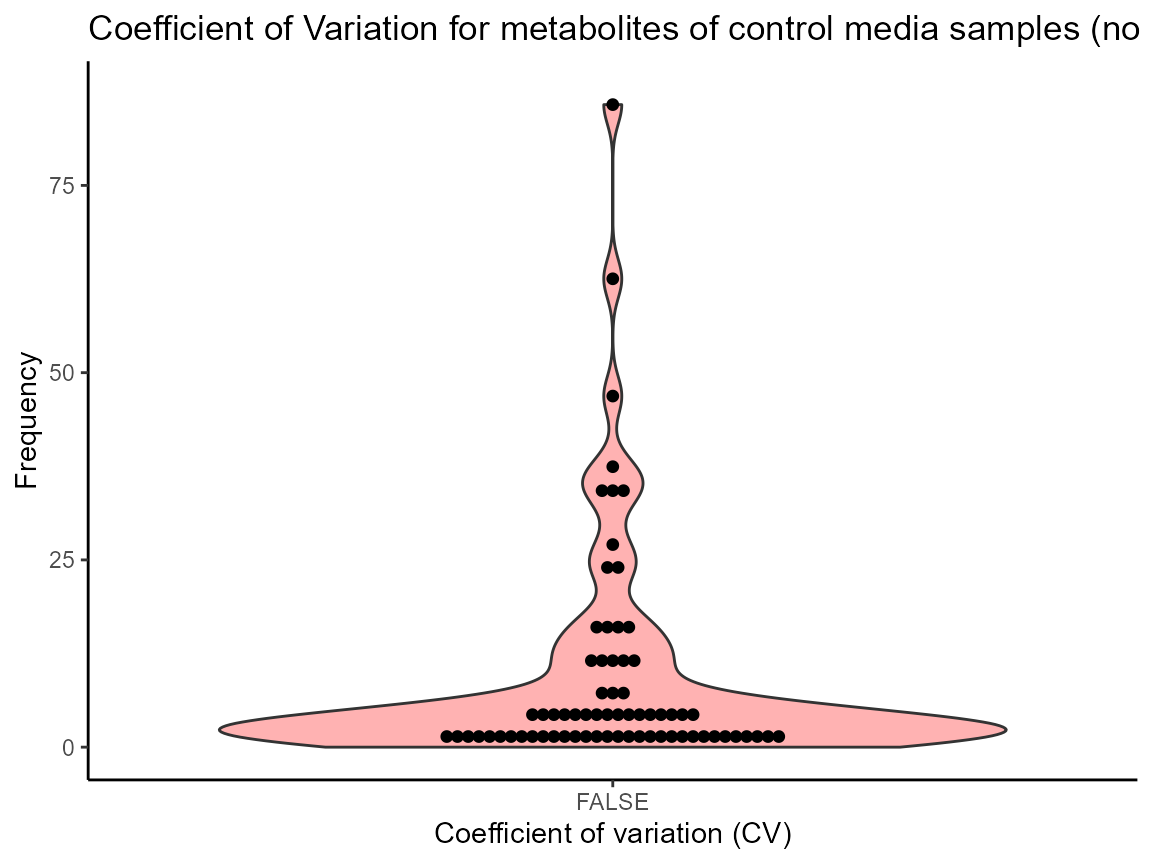 Coefficient of Variation for metabolites of control media samples (no
75
50
25
0
Frequency
FALSE
Coefficient of variation (CV)